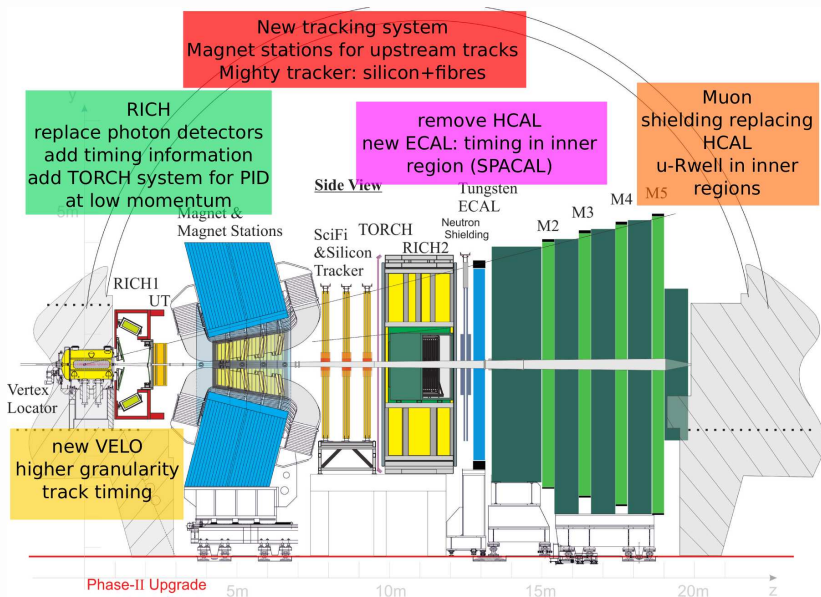 New tracking system
Magnet stations for upstream tracks
Mighty tracker: silicon+fibres
RICH
replace photon detectors
add timing information
add TORCH system for PID
at low momentum
remove HCAL
new ECAL: timing in inner
region (SPACAL)
Muon
shielding replacing
HCAL
u-Rwell in inner
regions
y
5m
Side View
Magnet &
Magnet Stations
SciFi
&Silicon
Tracker
TORCH
RICH2
Tungsten
ECAL
Neutron
Shielding
M2
M3
M4
M5
RICH1
UT
Vertex
Locator
new VELO
higher granularity
track timing
Phase-II Upgrade
5m
10m
15m
20m
z